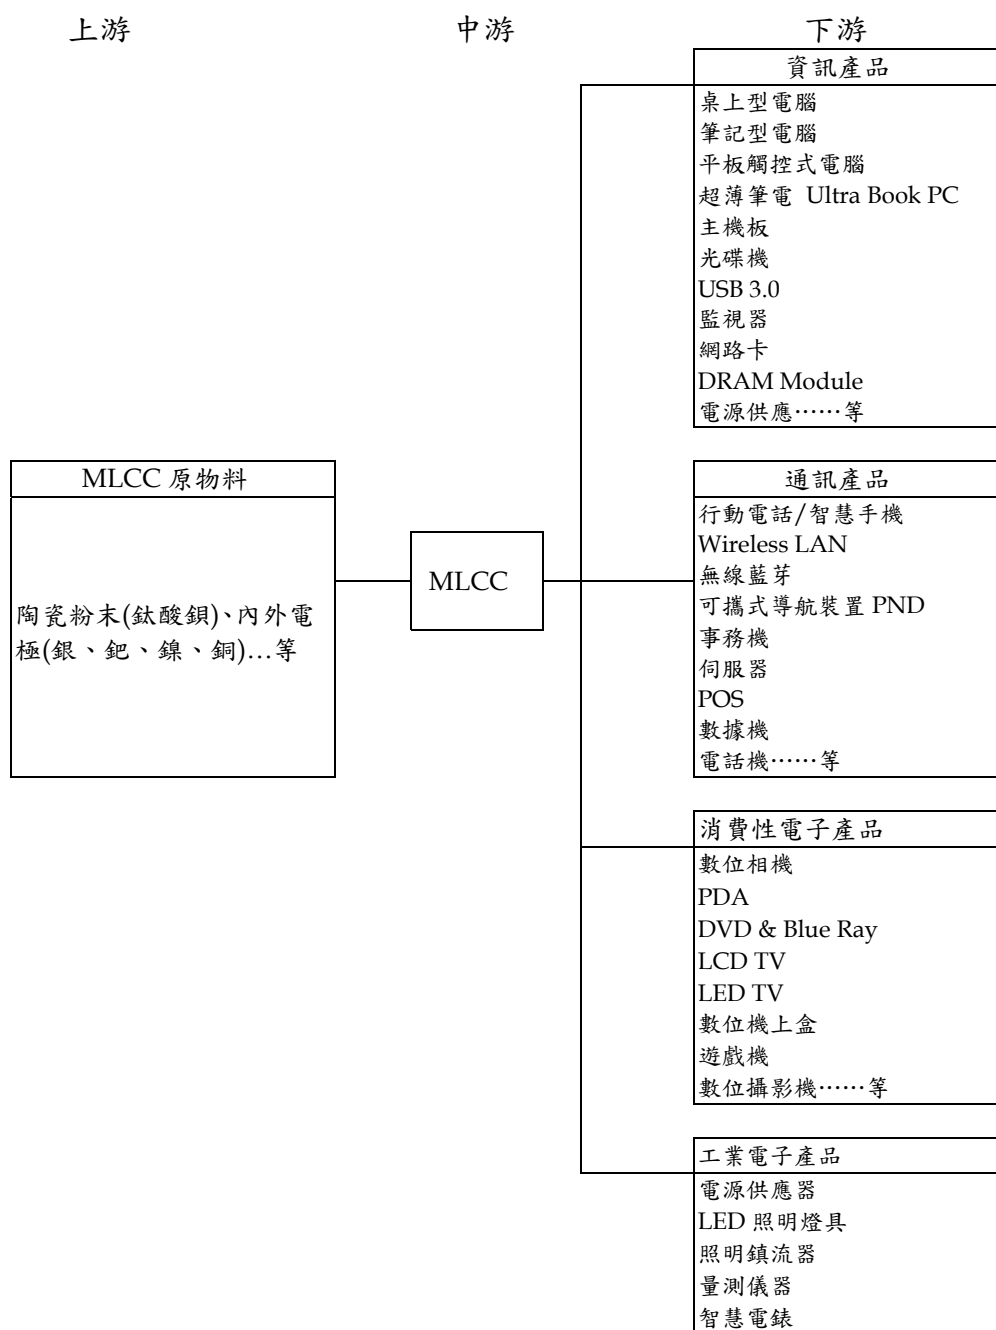 上游
中游
下游
資訊產品
桌上型電腦
筆記型電腦
平板觸控式電腦
超薄筆電 Ultra Book PC
主機板
光碟機
USB 3.0
監視器
網路卡
DRAM Module
電源供應……等
MLCC 原物料
陶瓷粉末(鈦酸鋇)、內外電
極(銀、鈀、鎳、銅)…等
MLCC
通訊產品
行動電話/智慧手機
Wireless LAN
無線藍芽
可攜式導航裝置 PND
事務機
伺服器
POS
數據機
電話機……等
消費性電子產品
數位相機
PDA
DVD & Blue Ray
LCD TV
LED TV
數位機上盒
遊戲機
數位攝影機……等
工業電子產品
電源供應器
LED 照明燈具
照明鎮流器
量測儀器
智慧電錶